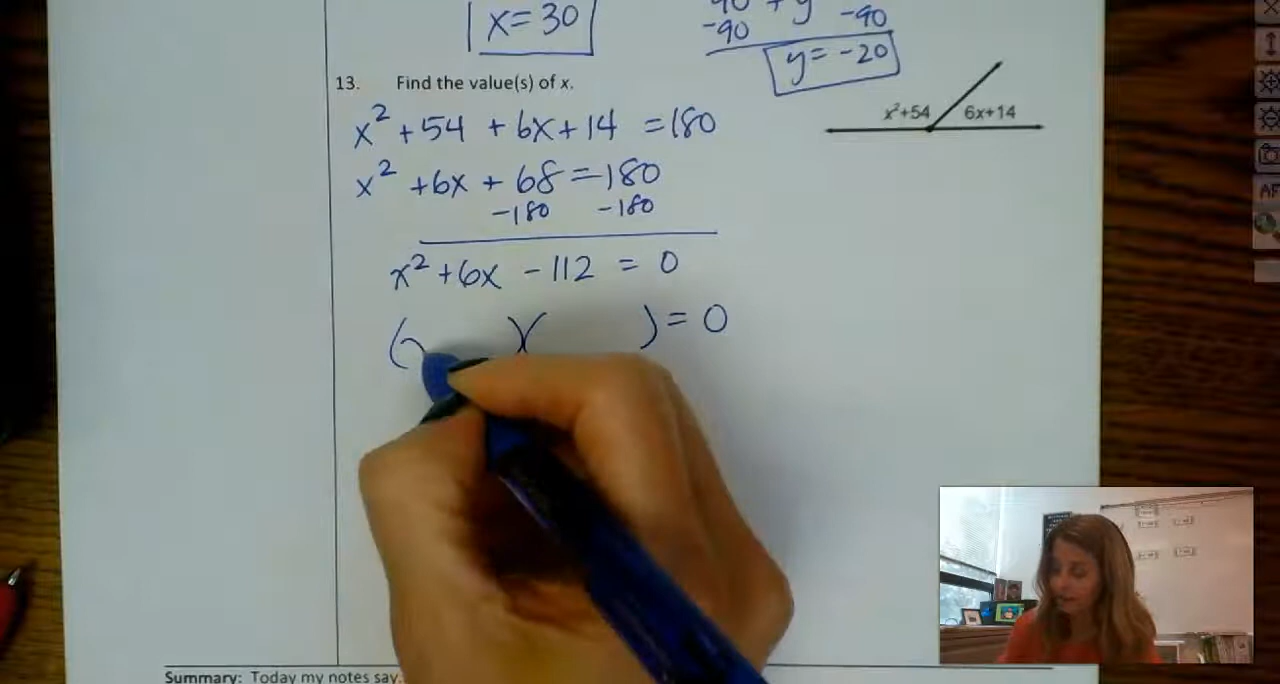 x = 30
+ y -90
-90
y = -20
13. Find the value(s) of x.
x²+54 6x+14
x² + 54 + 6x + 14 = 180
x² + 6x + 68 = 180
-180 -180
x² + 6x - 112 = 0
( )( ) = 0
Summary: Today my notes say